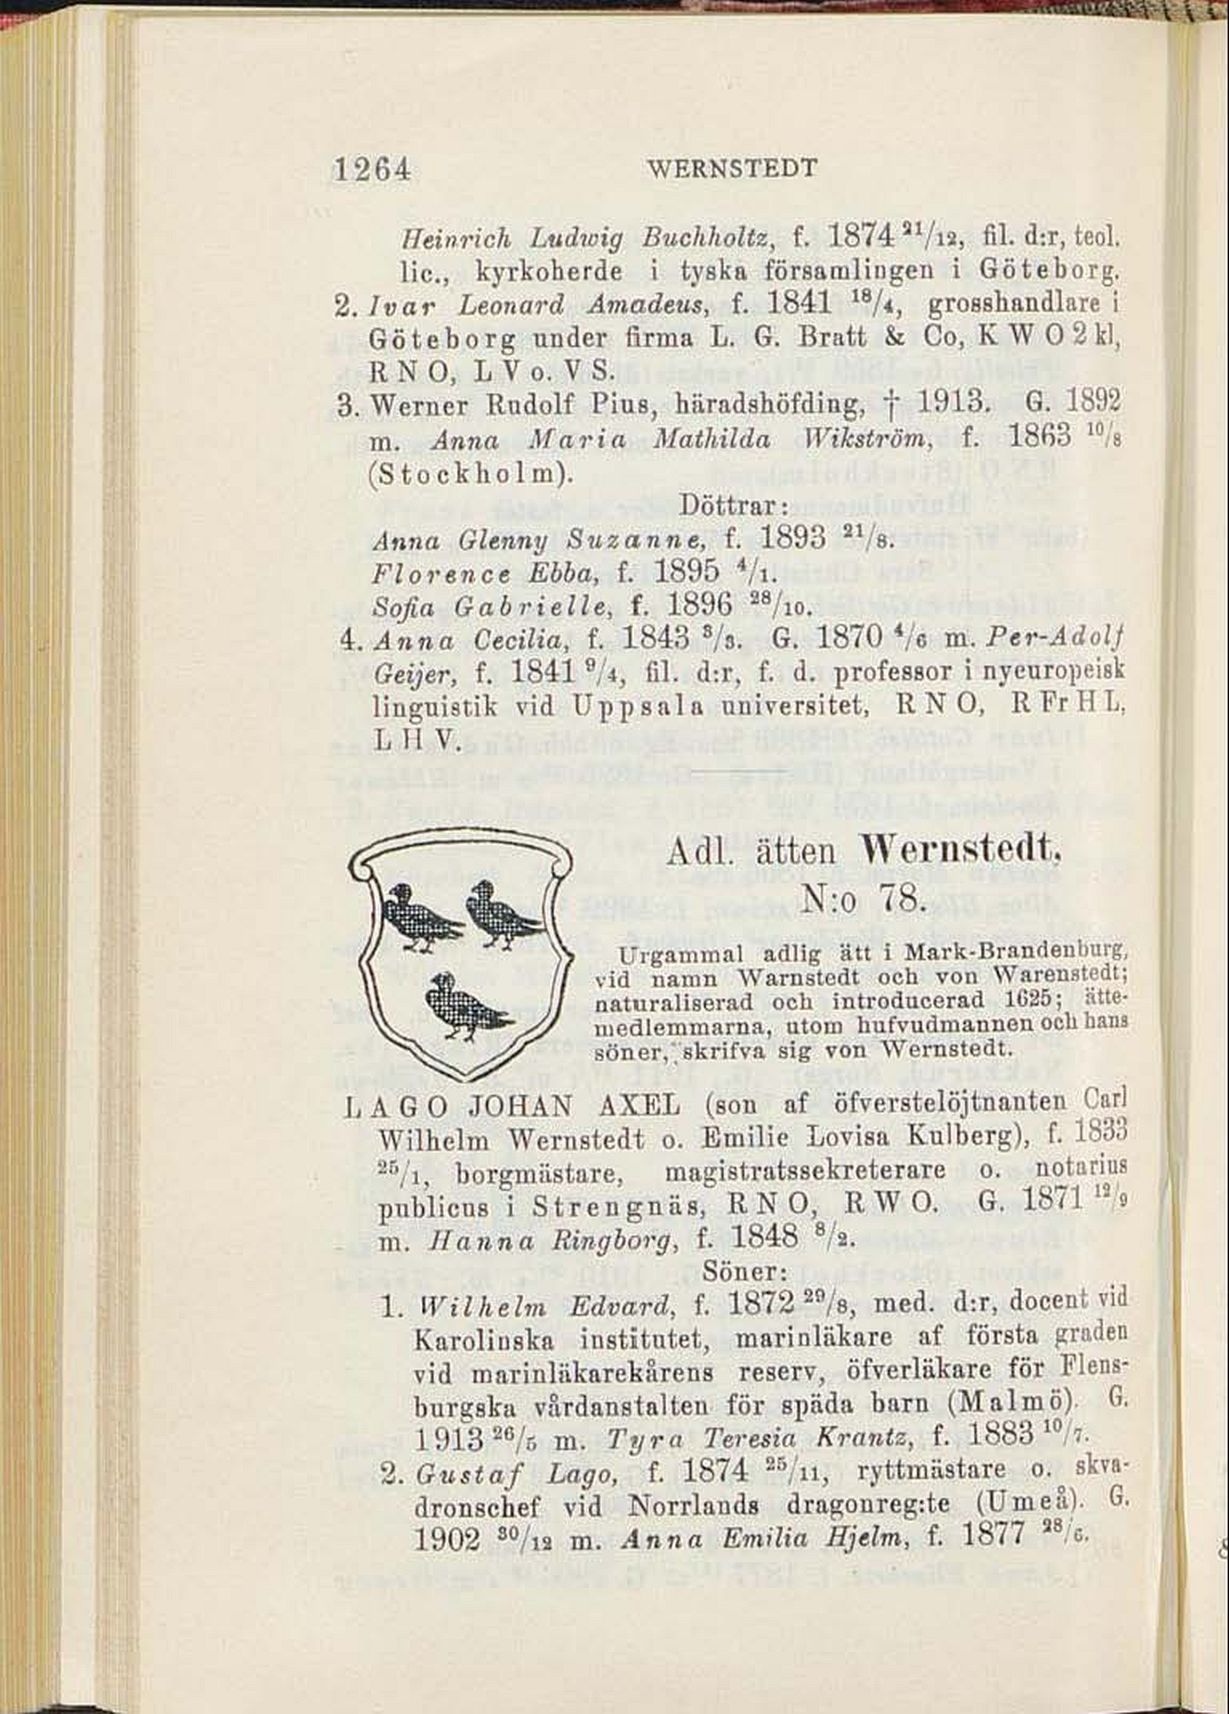 1264 WERNSTEDT
Heinrich Ludwig Buchholtz, f. 1874 21/12, fil. d:r, teol.
lic., kyrkoherde i tyska församlingen i Göteborg.
2. Ivar Leonard Amadeus, f. 1841 18/4, grosshandlare i
Göteborg under firma L. G. Bratt & Co, K W O 2 kl,
R N O, L V o. V S.
3. Werner Rudolf Pius, häradshöfding, † 1913. G. 1892
m. Anna Maria Mathilda Wikström, f. 1863 10/8
(Stockholm).
Döttrar:
Anna Glenny Suzanne, f. 1893 21/8.
Florence Ebba, f. 1895 4/1.
Sofia Gabrielle, f. 1896 28/10.
4. Anna Cecilia, f. 1843 3/3. G. 1870 4/6 m. Per-Adolf
Geijer, f. 1841 9/4, fil. d:r, f. d. professor i nyeuropeisk
linguistik vid Uppsala universitet, R N O, R Fr H L,
L H V.
Adl. ätten Wernstedt,
N:o 78.
Urgammal adlig ätt i Mark-Brandenburg,
vid namn Warnstedt och von Warenstedt;
naturaliserad och introducerad 1625; ätte-
medlemmarna, utom hufvudmannen och hans
söner, skrifva sig von Wernstedt.
LAGO JOHAN AXEL (son af öfverstelöjtnanten Carl
Wilhelm Wernstedt o. Emilie Lovisa Kulberg), f. 1833
25/1, borgmästare, magistratssekreterare o. notarius
publicus i Strengnäs, R N O, R W O. G. 1871 12/9
m. Hanna Ringborg, f. 1848 8/2.
Söner:
1. Wilhelm Edvard, f. 1872 29/8, med. d:r, docent vid
Karolinska institutet, marinläkare af första graden
vid marinläkarekårens reserv, öfverläkare för Flens-
burgska vårdanstalten för späda barn (Malmö). G.
1913 26/5 m. Tyra Teresia Krantz, f. 1883 10/7.
2. Gustaf Lago, f. 1874 25/11, ryttmästare o. skva-
dronschef vid Norrlands dragonreg:te (Umeå). G.
1902 30/12 m. Anna Emilia Hjelm, f. 1877 28/6.